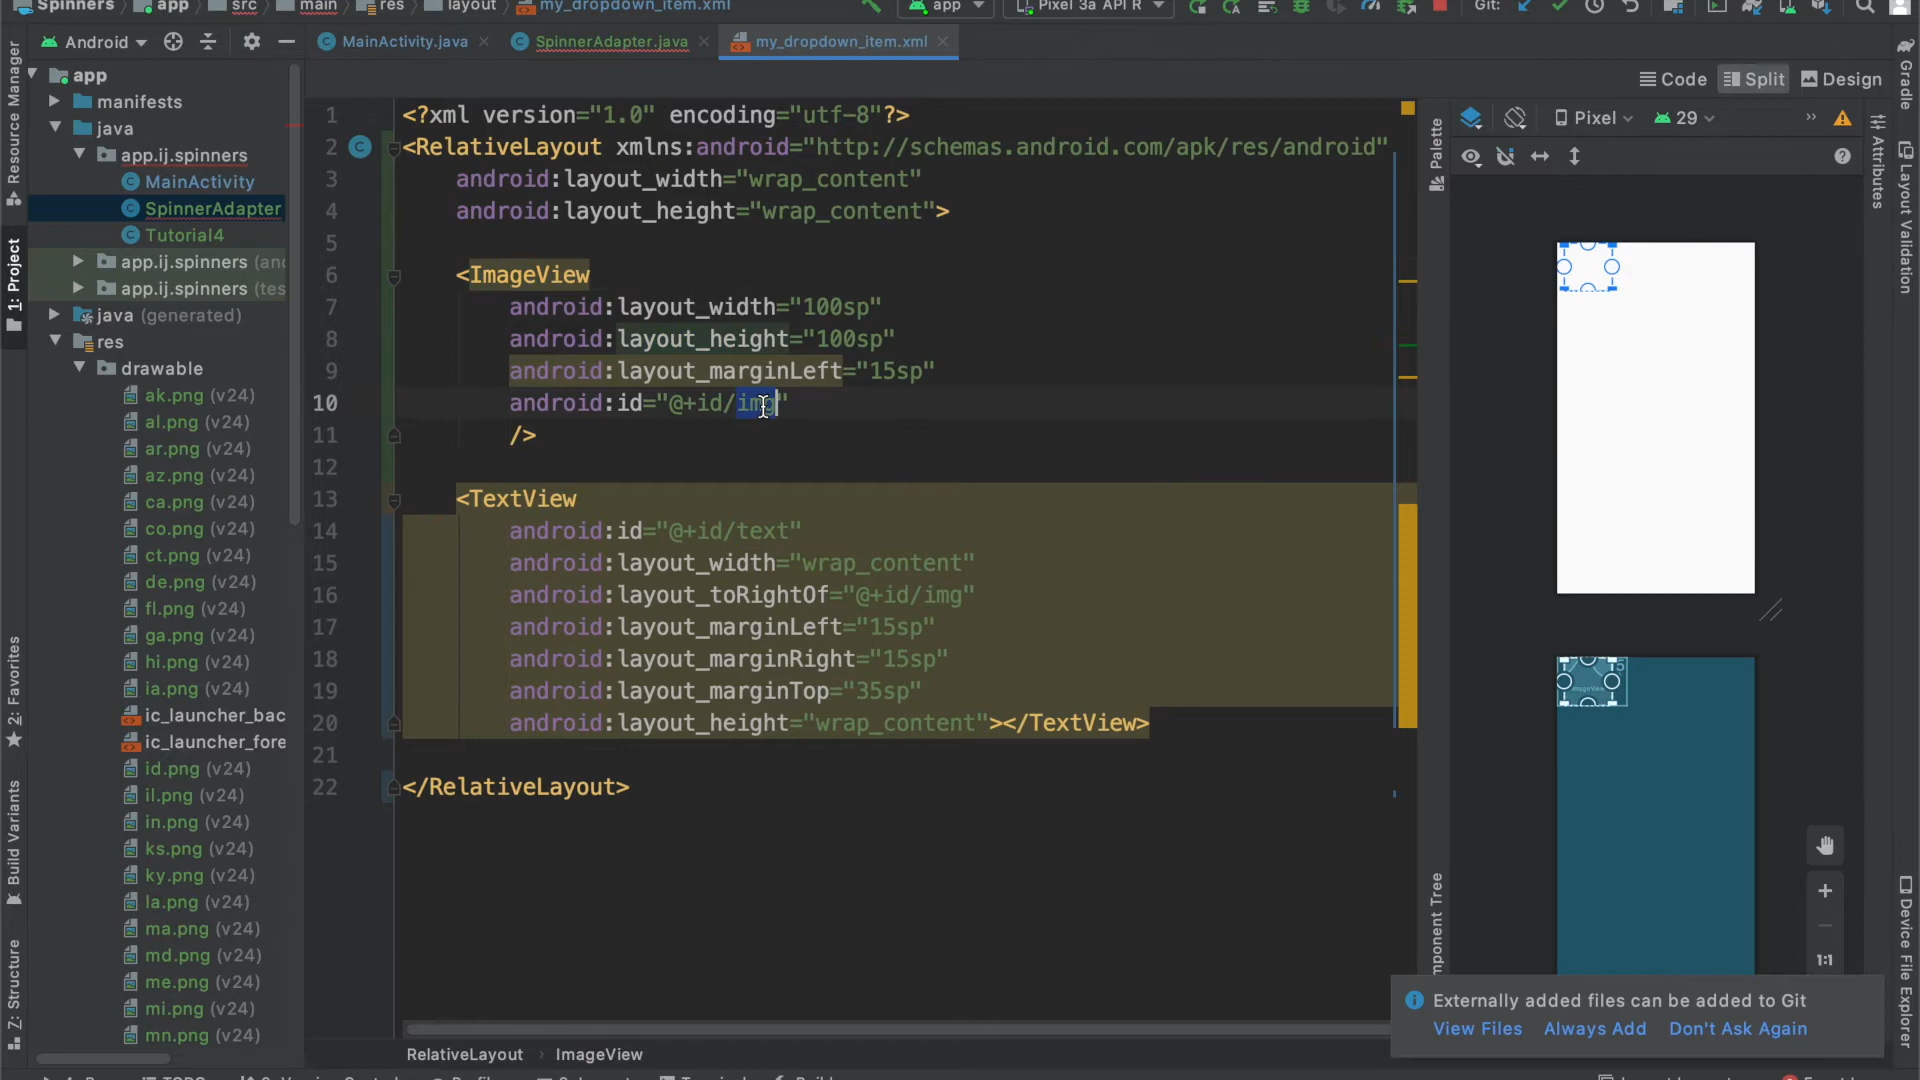 Spinners app src main res layout my_dropdown_item.xml app Pixel 3a API R Git:
Android MainActivity.java SpinnerAdapter.java my_dropdown_item.xml
Code Split Design
Resource Manager
1: Project
2: Favorites
Build Variants
Z: Structure
app
manifests
java
app.ij.spinners
MainActivity
SpinnerAdapter
Tutorial4
app.ij.spinners (and
app.ij.spinners (tes
java (generated)
res
drawable
ak.png (v24)
al.png (v24)
ar.png (v24)
az.png (v24)
ca.png (v24)
co.png (v24)
ct.png (v24)
de.png (v24)
fl.png (v24)
ga.png (v24)
hi.png (v24)
ia.png (v24)
ic_launcher_bac
ic_launcher_fore
id.png (v24)
il.png (v24)
in.png (v24)
ks.png (v24)
ky.png (v24)
la.png (v24)
ma.png (v24)
md.png (v24)
me.png (v24)
mi.png (v24)
mn.png (v24)
1 <?xml version="1.0" encoding="utf-8"?>
2 <RelativeLayout xmlns:android="http://schemas.android.com/apk/res/android"
3 android:layout_width="wrap_content"
4 android:layout_height="wrap_content">
5
6 <ImageView
7 android:layout_width="100sp"
8 android:layout_height="100sp"
9 android:layout_marginLeft="15sp"
10 android:id="@+id/img"
11 />
12
13 <TextView
14 android:id="@+id/text"
15 android:layout_width="wrap_content"
16 android:layout_toRightOf="@+id/img"
17 android:layout_marginLeft="15sp"
18 android:layout_marginRight="15sp"
19 android:layout_marginTop="35sp"
20 android:layout_height="wrap_content"></TextView>
21
22 </RelativeLayout>
RelativeLayout › ImageView
Palette
Pixel 29
ImageView
1:1
Attributes
Gradle
Layout Validation
Device File Explorer
Externally added files can be added to Git
View Files Always Add Don't Ask Again